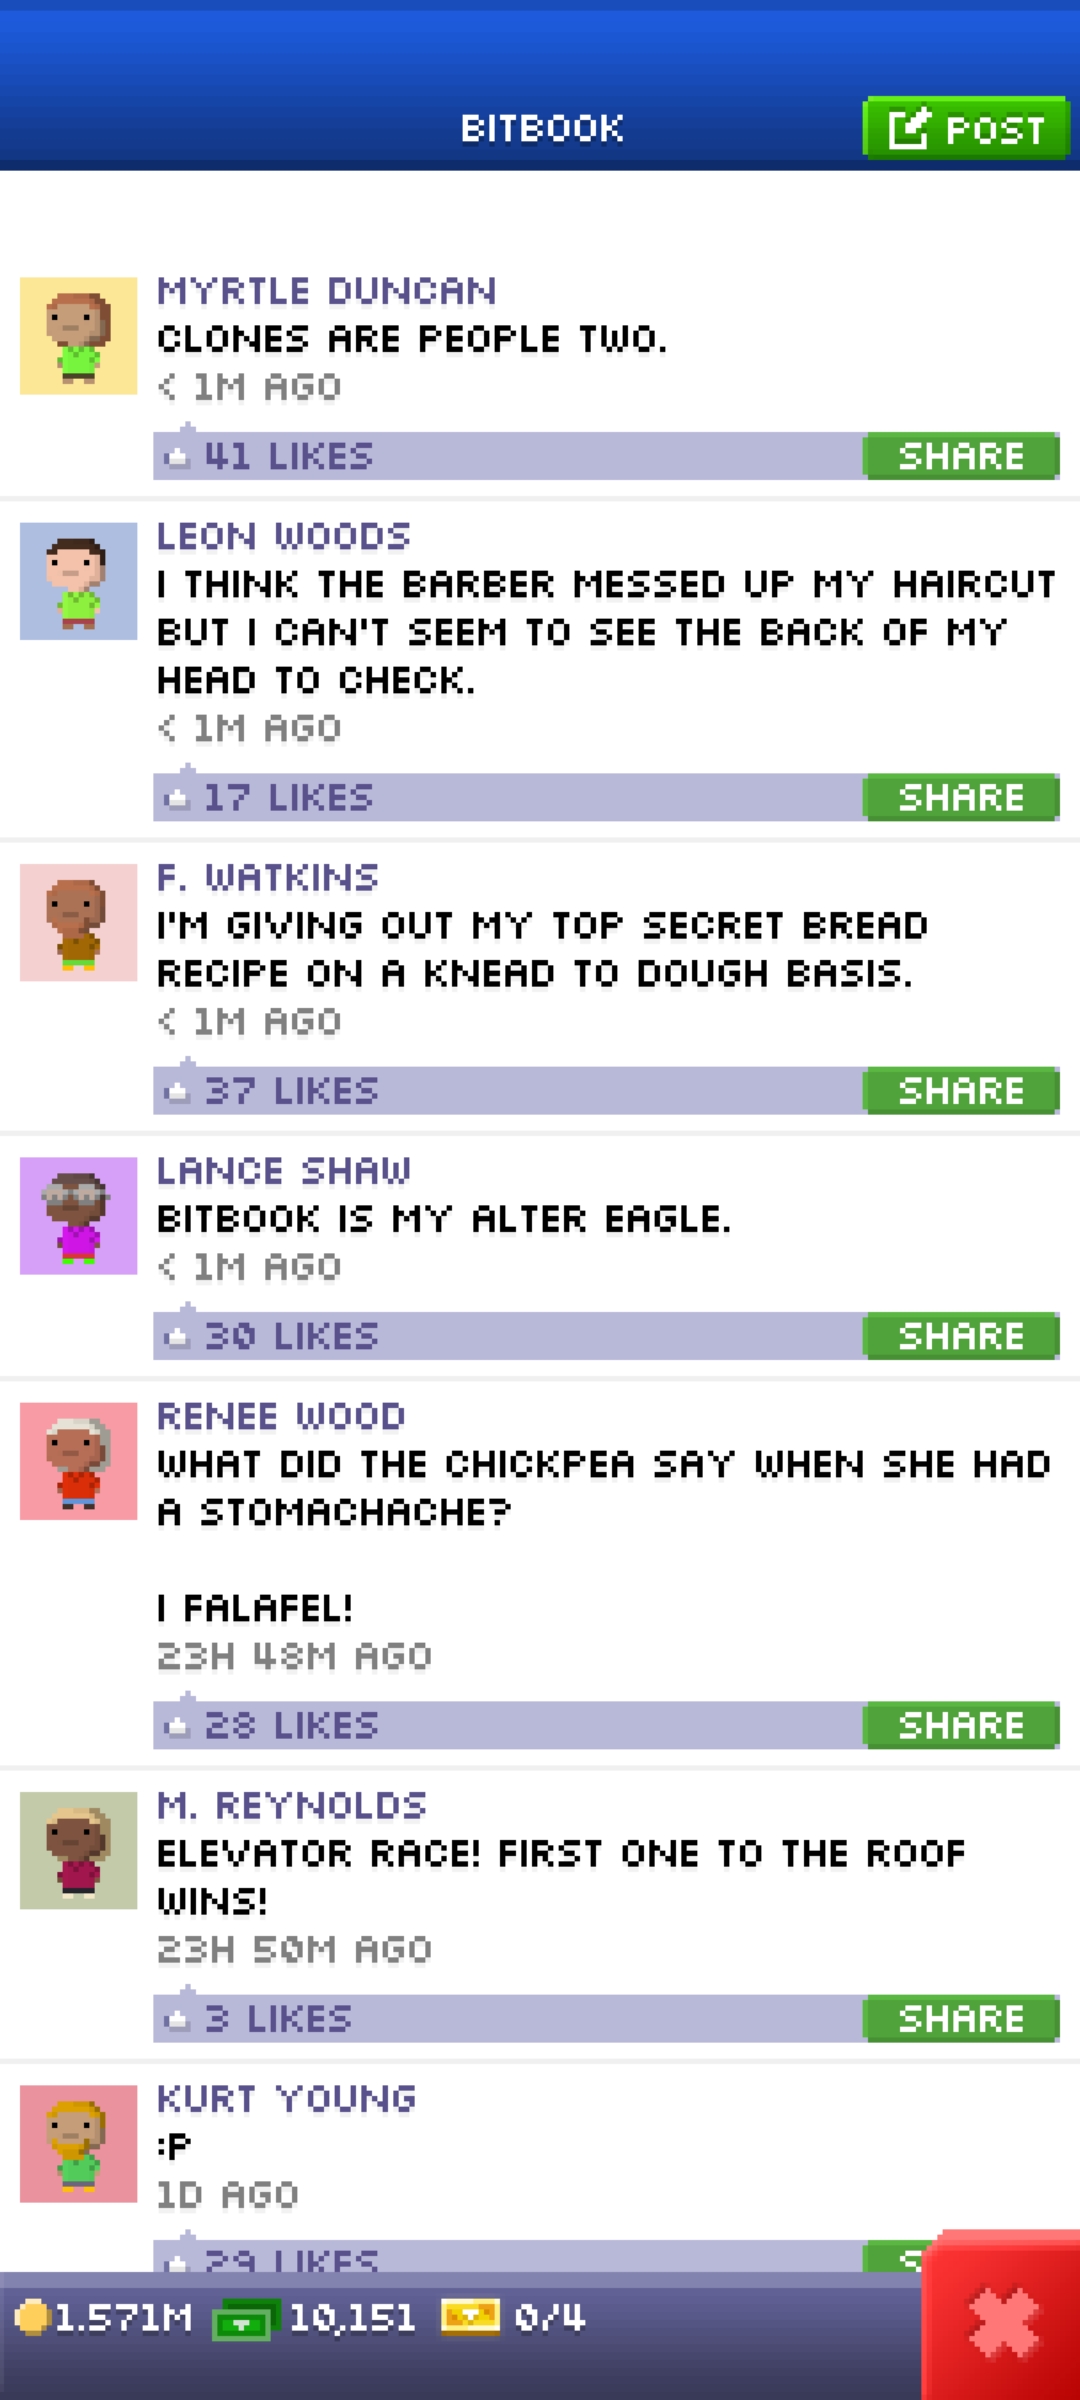 BITBOOK
POST
MYRTLE DUNCAN
CLONES ARE PEOPLE TWO.
< 1M AGO
41 LIKES
SHARE
LEON WOODS
I THINK THE BARBER MESSED UP MY HAIRCUT
BUT I CAN'T SEEM TO SEE THE BACK OF MY
HEAD TO CHECK.
< 1M AGO
17 LIKES
SHARE
F. WATKINS
I'M GIVING OUT MY TOP SECRET BREAD
RECIPE ON A KNEAD TO DOUGH BASIS.
< 1M AGO
37 LIKES
SHARE
LANCE SHAW
BITBOOK IS MY ALTER EAGLE.
< 1M AGO
30 LIKES
SHARE
RENEE WOOD
WHAT DID THE CHICKPEA SAY WHEN SHE HAD
A STOMACHACHE?
I FALAFEL!
23H 48M AGO
28 LIKES
SHARE
M. REYNOLDS
ELEVATOR RACE! FIRST ONE TO THE ROOF
WINS!
23H 50M AGO
3 LIKES
SHARE
KURT YOUNG
:P
1D AGO
29 LIKES
1.571M 10,151 0/4